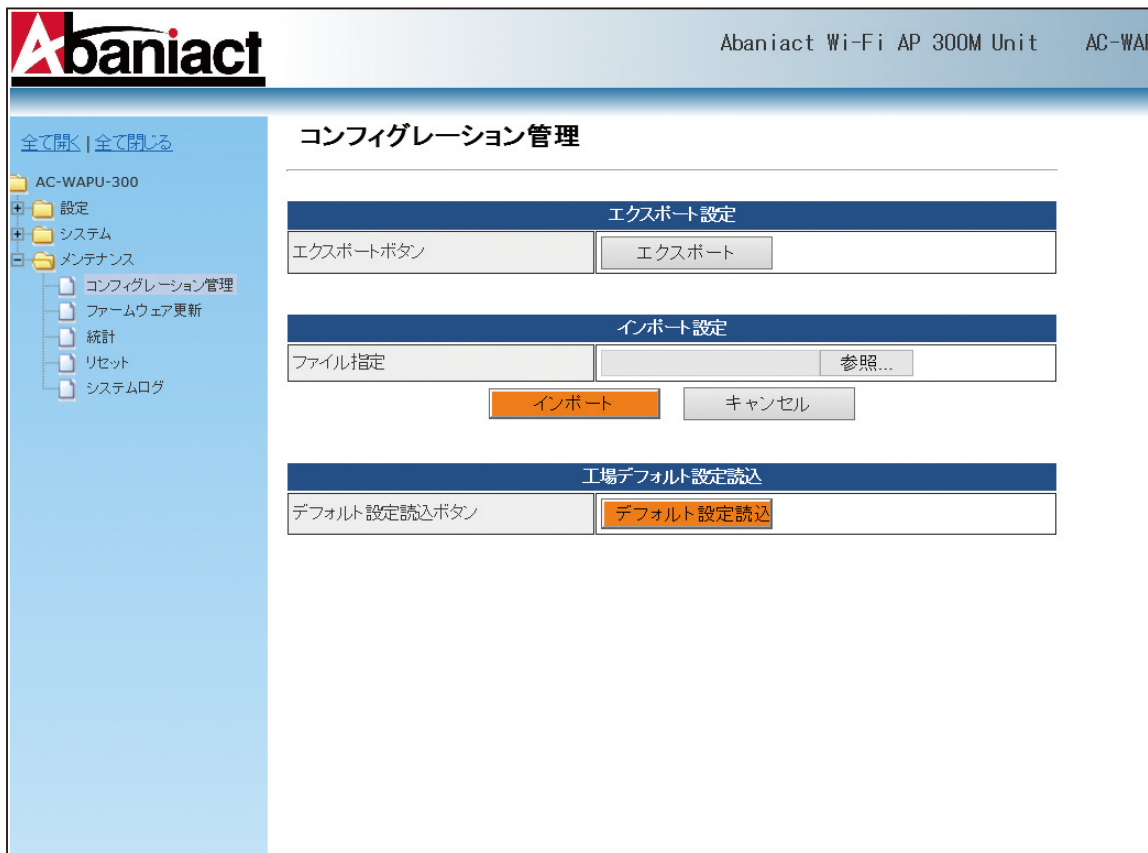 Abaniact
Abaniact Wi-Fi AP 300M Unit AC-WAP
全て開く | 全て閉じる
AC-WAPU-300
設定
システム
メンテナンス
コンフィグレーション管理
ファームウェア更新
統計
リセット
システムログ
コンフィグレーション管理
エクスポート設定
エクスポートボタン エクスポート
インポート設定
ファイル指定 参照...
インポート キャンセル
工場デフォルト設定読込
デフォルト設定読込ボタン デフォルト設定読込